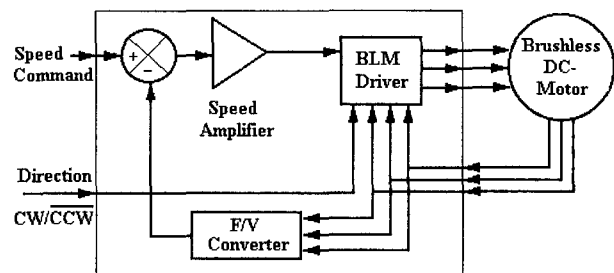 Speed
Command
+
−
Speed
Amplifier
BLM
Driver
Brushless
DC-
Motor
Direction
CW/CCW
F/V
Converter